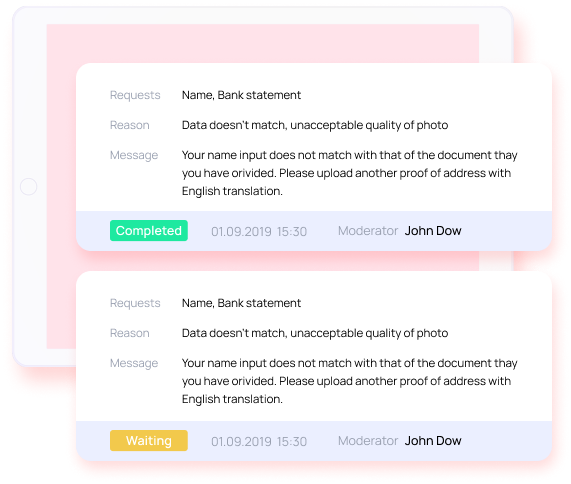 Requests Name, Bank statement
Reason Data doesn't match, unacceptable quality of photo
Message Your name input does not match with that of the document thay
you have orivided. Please upload another proof of address with
English translation.
Completed 01.09.2019 15:30 Moderator John Dow
Requests Name, Bank statement
Reason Data doesn't match, unacceptable quality of photo
Message Your name input does not match with that of the document thay
you have orivided. Please upload another proof of address with
English translation.
Waiting 01.09.2019 15:30 Moderator John Dow